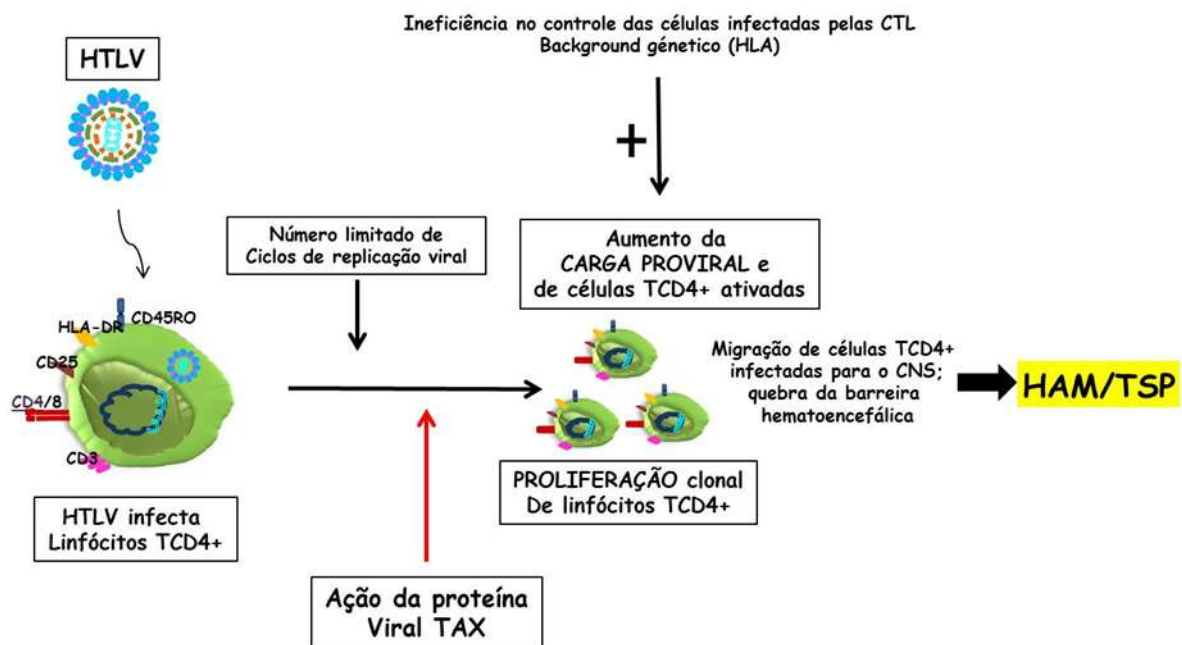 Ineficiência no controle das células infectadas pelas CTL
Background génetico (HLA)
HTLV
+
Número limitado de
Ciclos de replicação viral
Aumento da
CARGA PROVIRAL e
de células TCD4+ ativadas
CD45RO
HLA-DR
CD25
CD4/8
CD3
Migração de células TCD4+
infectadas para o CNS;
quebra da barreira
hematoencefálica
HAM/TSP
PROLIFERAÇÃO clonal
De linfócitos TCD4+
HTLV infecta
Linfócitos TCD4+
Ação da proteína
Viral TAX